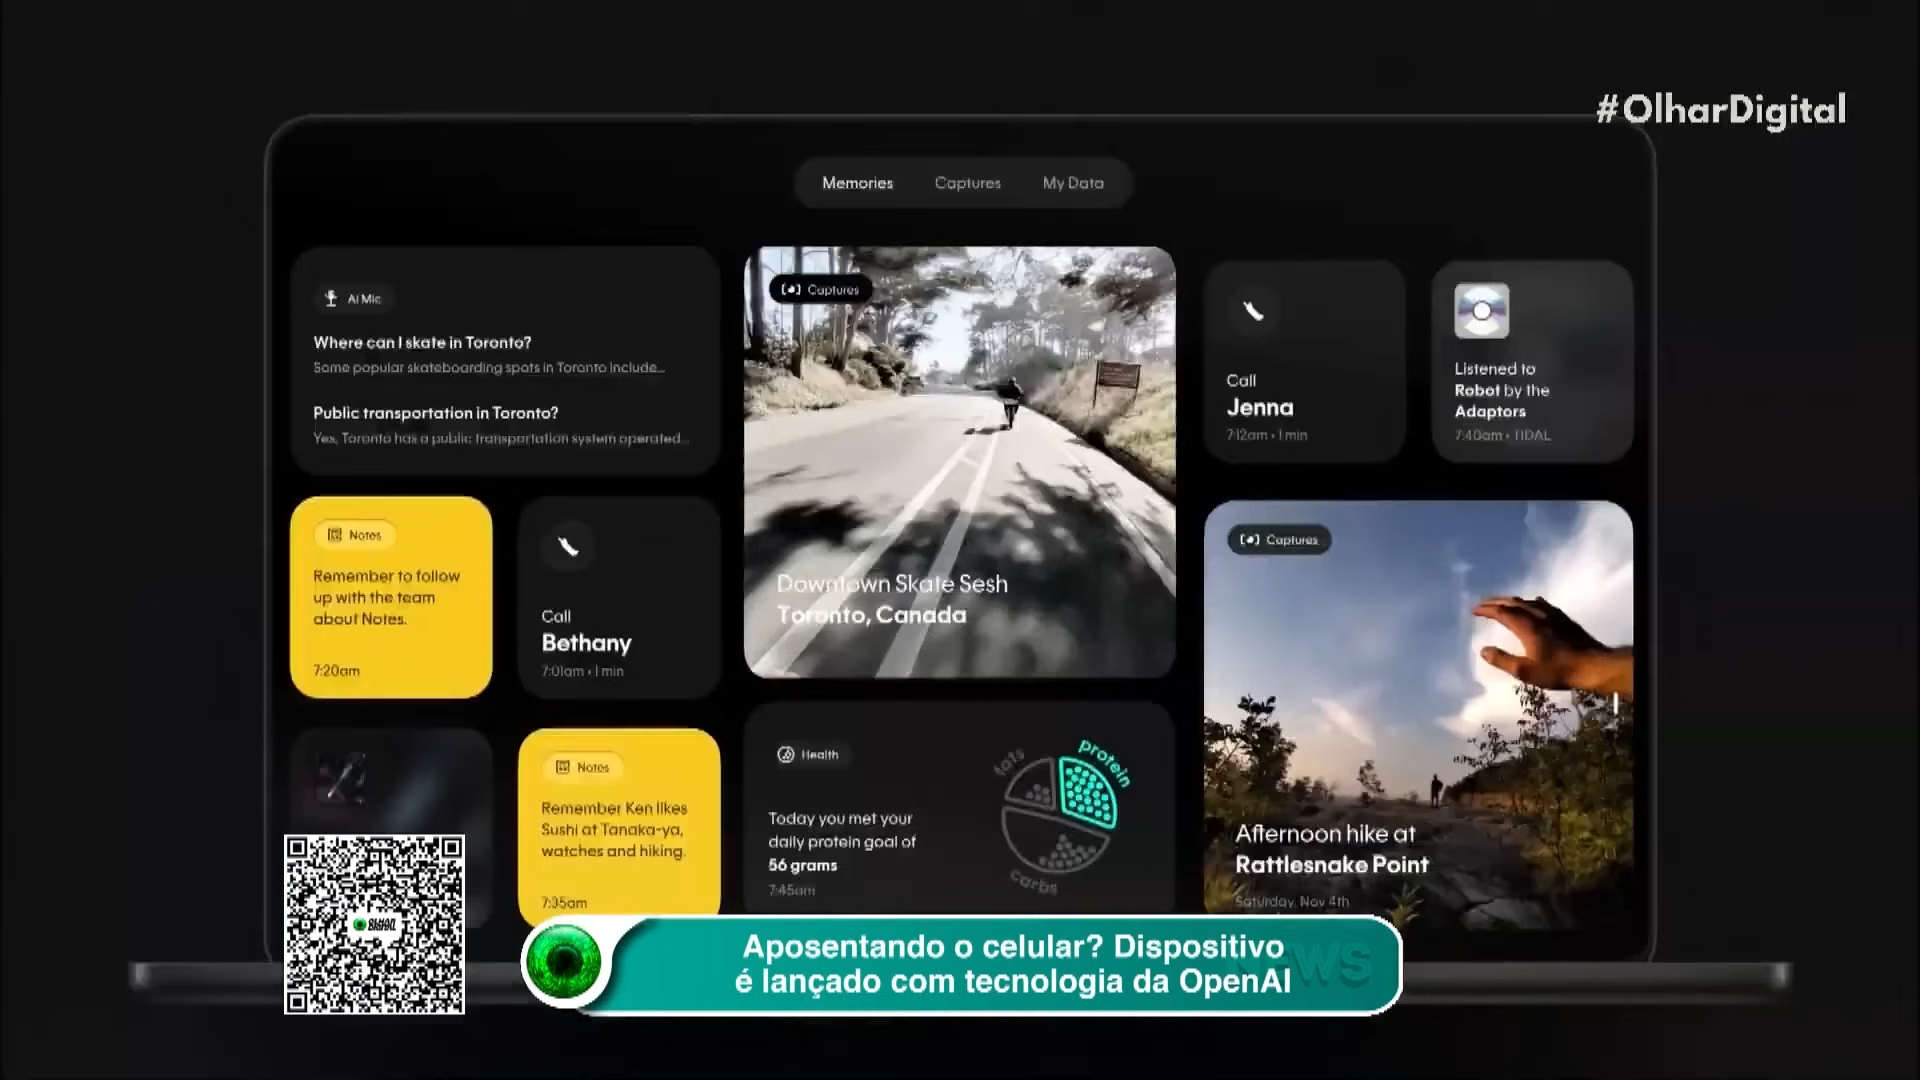 #OlharDigital
Memories
Captures
My Data
Ai Mic
Where can I skate in Toronto?
Some popular skateboarding spots in Toronto include...
Public transportation in Toronto?
Yes, Toronto has a public transportation system operated...
Notes
Remember to follow
up with the team
about Notes.
7:20am
Call
Bethany
7:01am • 1 min
Notes
Remember Ken likes
Sushi at Tanaka-ya,
watches and hiking.
7:35am
Captures
Downtown Skate Sesh
Toronto, Canada
Health
Today you met your
daily protein goal of
56 grams
7:45am
fats
protein
carbs
Call
Jenna
7:12am • 1 min
Listened to
Robot by the
Adaptors
7:40am • TIDAL
Captures
Afternoon hike at
Rattlesnake Point
Saturday, Nov 4th
Aposentando o celular? Dispositivo
é lançado com tecnologia da OpenAI